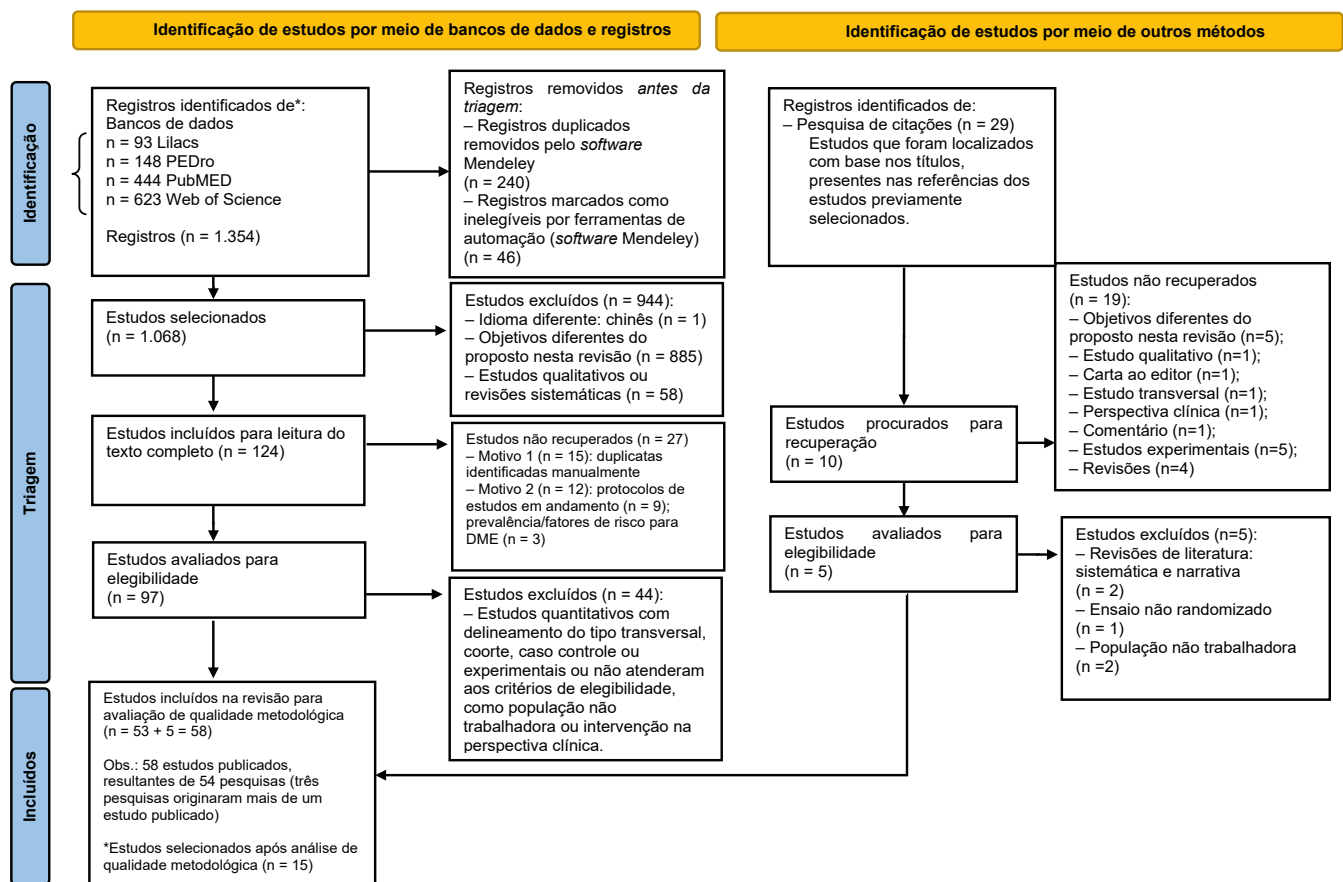 Identificação de estudos por meio de bancos de dados e registros
Identificação de estudos por meio de outros métodos
Identificação
Registros identificados de*:
Bancos de dados
n = 93 Lilacs
n = 148 PEDro
n = 444 PubMED
n = 623 Web of Science
Registros (n = 1.354)
Registros removidos antes da
triagem:
– Registros duplicados
removidos pelo software
Mendeley
(n = 240)
– Registros marcados como
inelegíveis por ferramentas de
automação (software Mendeley)
(n = 46)
Registros identificados de:
– Pesquisa de citações (n = 29)
Estudos que foram localizados
com base nos títulos,
presentes nas referências dos
estudos previamente
selecionados.
Triagem
Estudos selecionados
(n = 1.068)
Estudos excluídos (n = 944):
– Idioma diferente: chinês (n = 1)
– Objetivos diferentes do
proposto nesta revisão (n = 885)
– Estudos qualitativos ou
revisões sistemáticas (n = 58)
Estudos não recuperados
(n = 19):
– Objetivos diferentes do
proposto nesta revisão (n=5);
– Estudo qualitativo (n=1);
– Carta ao editor (n=1);
– Estudo transversal (n=1);
– Perspectiva clínica (n=1);
– Comentário (n=1);
– Estudos experimentais (n=5);
– Revisões (n=4)
Estudos incluídos para leitura do
texto completo (n = 124)
Estudos não recuperados (n = 27)
– Motivo 1 (n = 15): duplicatas
identificadas manualmente
– Motivo 2 (n = 12): protocolos de
estudos em andamento (n = 9);
prevalência/fatores de risco para
DME (n = 3)
Estudos procurados para
recuperação
(n = 10)
Estudos avaliados para
elegibilidade
(n = 97)
Estudos excluídos (n = 44):
– Estudos quantitativos com
delineamento do tipo transversal,
coorte, caso controle ou
experimentais ou não atenderam
aos critérios de elegibilidade,
como população não
trabalhadora ou intervenção na
perspectiva clínica.
Estudos avaliados para
elegibilidade
(n = 5)
Estudos excluídos (n=5):
– Revisões de literatura:
sistemática e narrativa
(n = 2)
– Ensaio não randomizado
(n = 1)
– População não trabalhadora
(n =2)
Incluídos
Estudos incluídos na revisão para
avaliação de qualidade metodológica
(n = 53 + 5 = 58)
Obs.: 58 estudos publicados,
resultantes de 54 pesquisas (três
pesquisas originaram mais de um
estudo publicado)
*Estudos selecionados após análise de
qualidade metodológica (n = 15)